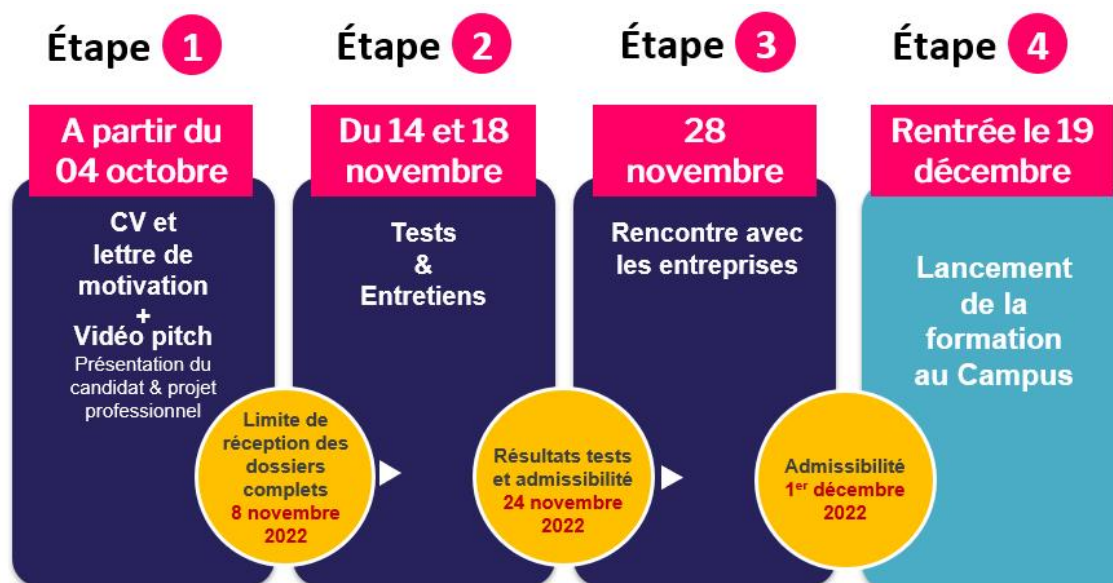 Étape 1
A partir du
04 octobre
CV et
lettre de
motivation
+
Vidéo pitch
Présentation du
candidat & projet
professionnel
Limite de
réception des
dossiers
complets
8 novembre
2022
Étape 2
Du 14 et 18
novembre
Tests
&
Entretiens
Résultats tests
et admissibilité
24 novembre
2022
Étape 3
28
novembre
Rencontre avec
les entreprises
Admissibilité
1er décembre
2022
Étape 4
Rentrée le 19
décembre
Lancement
de la
formation
au Campus